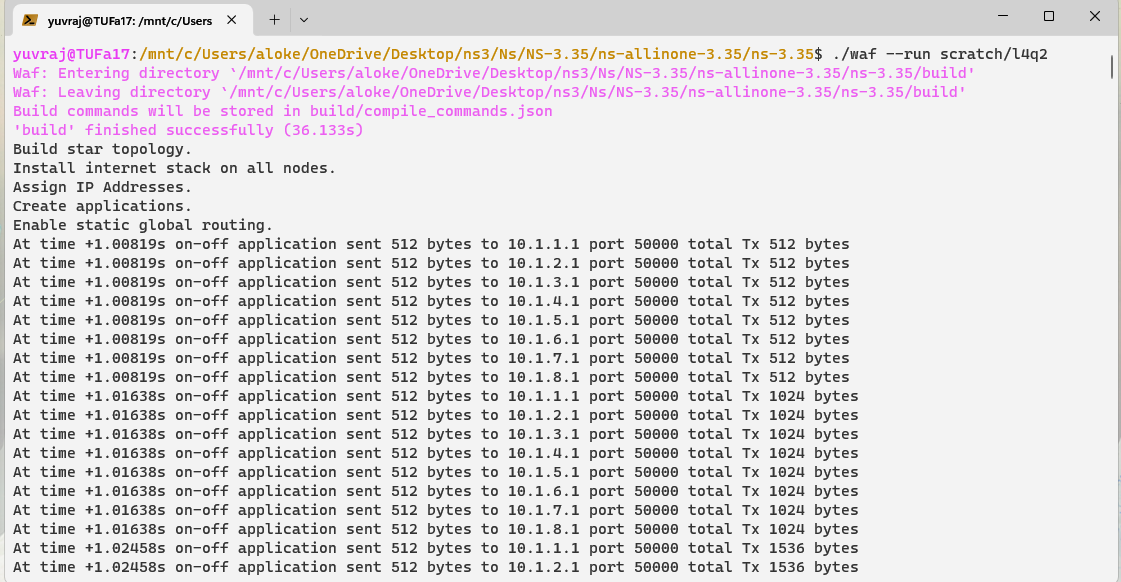 yuvraj@TUFa17: /mnt/c/Users
yuvraj@TUFa17:/mnt/c/Users/aloke/OneDrive/Desktop/ns3/Ns/NS-3.35/ns-allinone-3.35/ns-3.35$ ./waf --run scratch/l4q2
Waf: Entering directory `/mnt/c/Users/aloke/OneDrive/Desktop/ns3/Ns/NS-3.35/ns-allinone-3.35/ns-3.35/build'
Waf: Leaving directory `/mnt/c/Users/aloke/OneDrive/Desktop/ns3/Ns/NS-3.35/ns-allinone-3.35/ns-3.35/build'
Build commands will be stored in build/compile_commands.json
'build' finished successfully (36.133s)
Build star topology.
Install internet stack on all nodes.
Assign IP Addresses.
Create applications.
Enable static global routing.
At time +1.00819s on-off application sent 512 bytes to 10.1.1.1 port 50000 total Tx 512 bytes
At time +1.00819s on-off application sent 512 bytes to 10.1.2.1 port 50000 total Tx 512 bytes
At time +1.00819s on-off application sent 512 bytes to 10.1.3.1 port 50000 total Tx 512 bytes
At time +1.00819s on-off application sent 512 bytes to 10.1.4.1 port 50000 total Tx 512 bytes
At time +1.00819s on-off application sent 512 bytes to 10.1.5.1 port 50000 total Tx 512 bytes
At time +1.00819s on-off application sent 512 bytes to 10.1.6.1 port 50000 total Tx 512 bytes
At time +1.00819s on-off application sent 512 bytes to 10.1.7.1 port 50000 total Tx 512 bytes
At time +1.00819s on-off application sent 512 bytes to 10.1.8.1 port 50000 total Tx 512 bytes
At time +1.01638s on-off application sent 512 bytes to 10.1.1.1 port 50000 total Tx 1024 bytes
At time +1.01638s on-off application sent 512 bytes to 10.1.2.1 port 50000 total Tx 1024 bytes
At time +1.01638s on-off application sent 512 bytes to 10.1.3.1 port 50000 total Tx 1024 bytes
At time +1.01638s on-off application sent 512 bytes to 10.1.4.1 port 50000 total Tx 1024 bytes
At time +1.01638s on-off application sent 512 bytes to 10.1.5.1 port 50000 total Tx 1024 bytes
At time +1.01638s on-off application sent 512 bytes to 10.1.6.1 port 50000 total Tx 1024 bytes
At time +1.01638s on-off application sent 512 bytes to 10.1.7.1 port 50000 total Tx 1024 bytes
At time +1.01638s on-off application sent 512 bytes to 10.1.8.1 port 50000 total Tx 1024 bytes
At time +1.02458s on-off application sent 512 bytes to 10.1.1.1 port 50000 total Tx 1536 bytes
At time +1.02458s on-off application sent 512 bytes to 10.1.2.1 port 50000 total Tx 1536 bytes